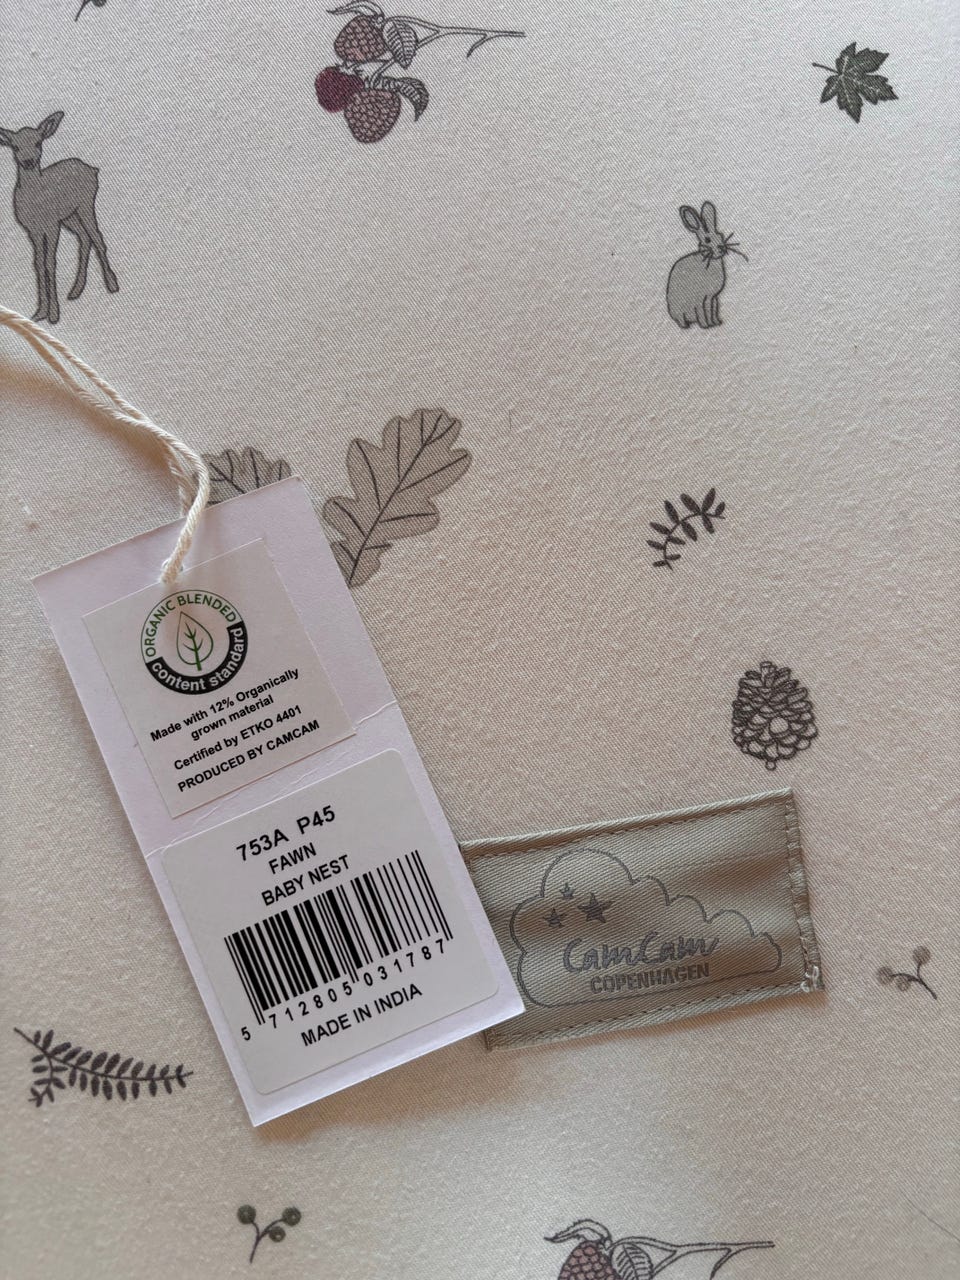 ORGANIC BLENDED
content standard
Made with 12% Organically
grown material
Certified by ETKO 4401
PRODUCED BY CAMCAM
753A P45
FAWN
BABY NEST
5 712805 031787
MADE IN INDIA
CamCam
COPENHAGEN